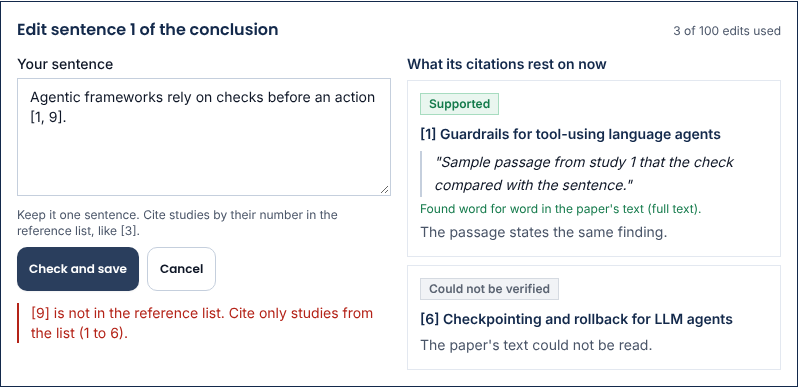 Edit sentence 1 of the conclusion
3 of 100 edits used
Your sentence
Agentic frameworks rely on checks before an action
[1, 9].
Keep it one sentence. Cite studies by their number in the
reference list, like [3].
Check and save
Cancel
[9] is not in the reference list. Cite only studies from
the list (1 to 6).
What its citations rest on now
Supported
[1] Guardrails for tool-using language agents
"Sample passage from study 1 that the check
compared with the sentence."
Found word for word in the paper's text (full text).
The passage states the same finding.
Could not be verified
[6] Checkpointing and rollback for LLM agents
The paper's text could not be read.